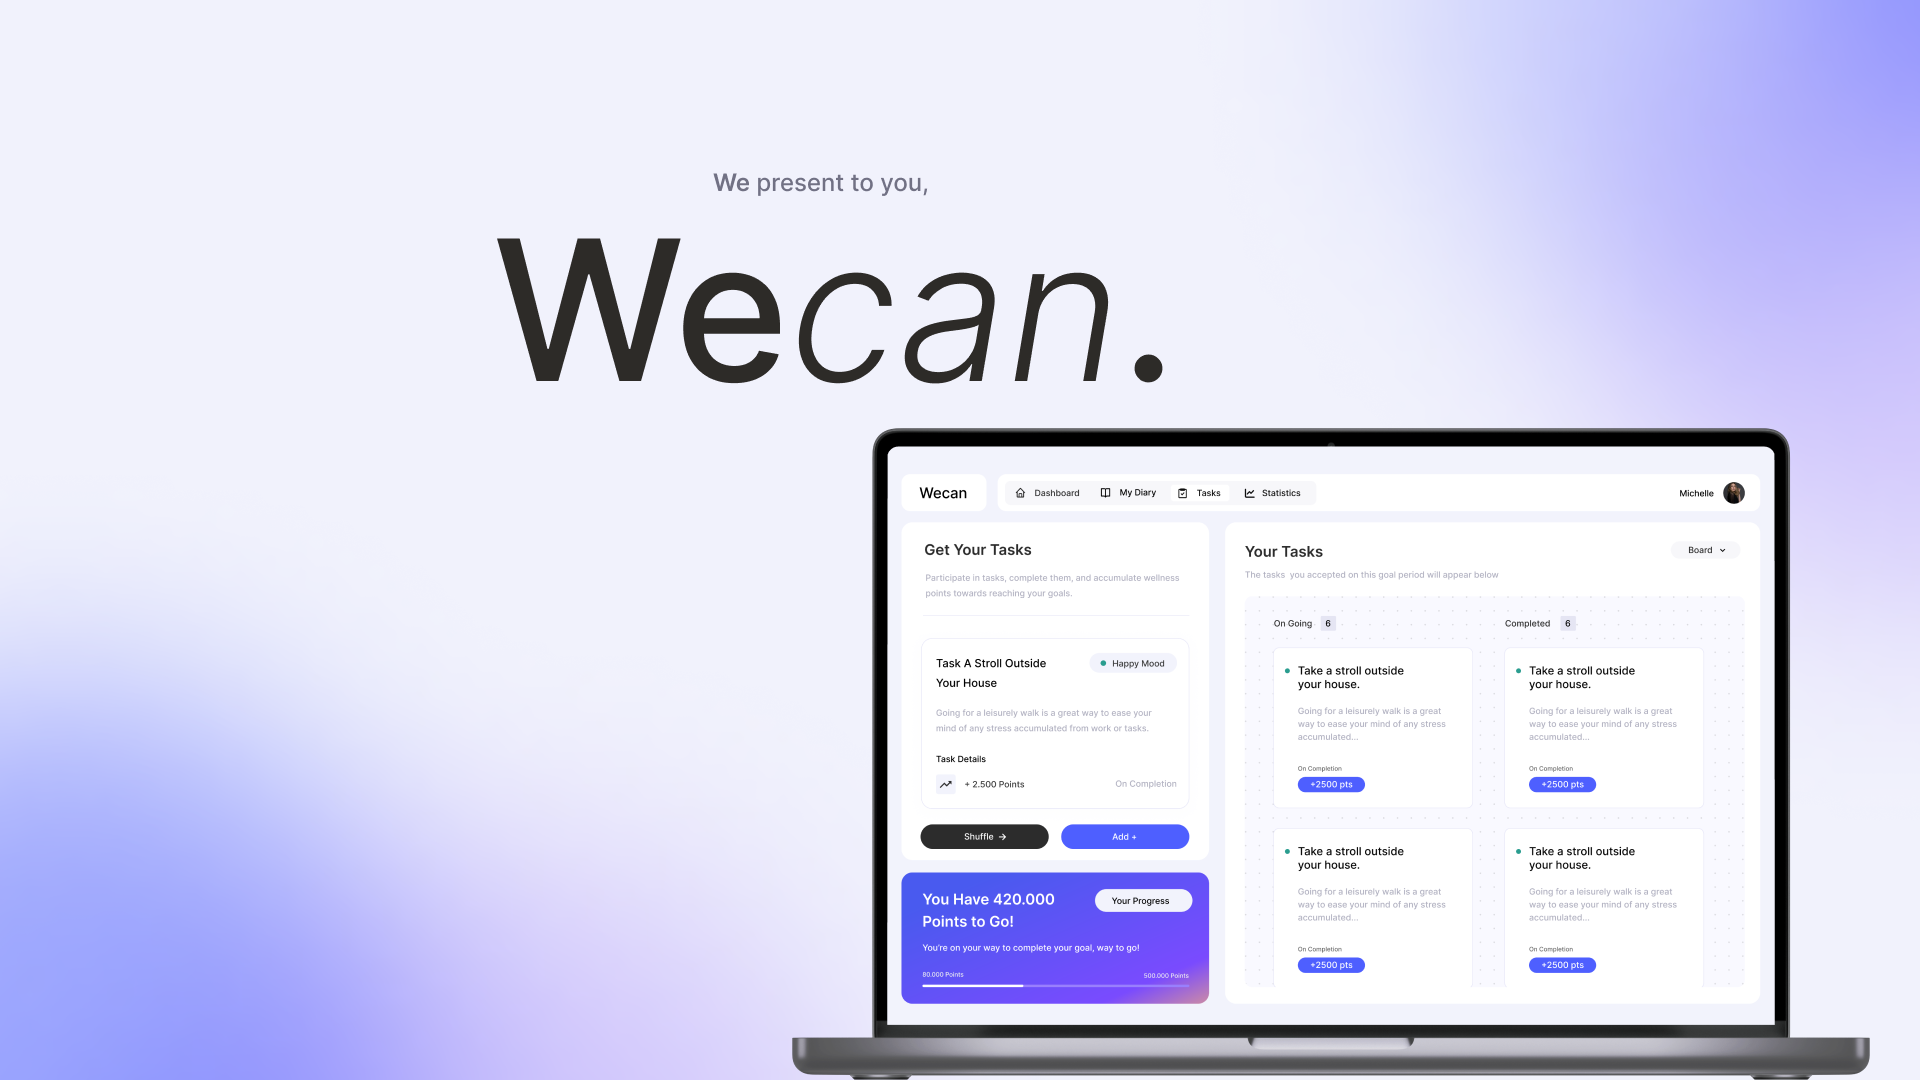 We present to you,
Wecan.
Wecan
Dashboard
My Diary
Tasks
Statistics
Michelle
Get Your Tasks
Participate in tasks, complete them, and accumulate wellness
points towards reaching your goals.
Task A Stroll Outside
Your House
Happy Mood
Going for a leisurely walk is a great way to ease your
mind of any stress accumulated from work or tasks.
Task Details
+ 2.500 Points
On Completion
Shuffle →
Add +
You Have 420.000
Points to Go!
Your Progress
You're on your way to complete your goal, way to go!
80.000 Points
500.000 Points
Your Tasks
Board
The tasks you accepted on this goal period will appear below
On Going 6
Take a stroll outside
your house.
Going for a leisurely walk is a great
way to ease your mind of any stress
accumulated...
On Completion
+2500 pts
Take a stroll outside
your house.
Going for a leisurely walk is a great
way to ease your mind of any stress
accumulated...
On Completion
+2500 pts
Completed 6
Take a stroll outside
your house.
Going for a leisurely walk is a great
way to ease your mind of any stress
accumulated...
On Completion
+2500 pts
Take a stroll outside
your house.
Going for a leisurely walk is a great
way to ease your mind of any stress
accumulated...
On Completion
+2500 pts